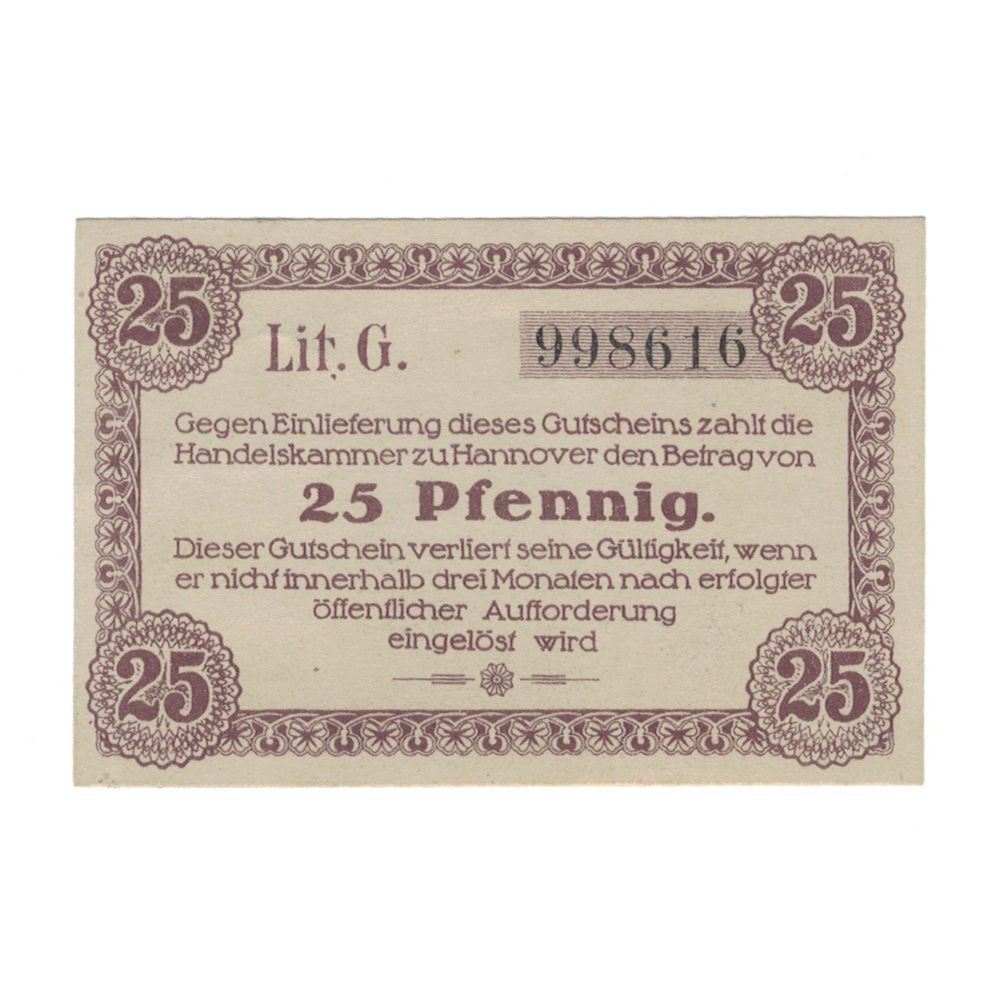 25 25
Lit. G. 998616
Gegen Einlieferung dieses Gutscheins zahlt die
Handelskammer zu Hannover den Betrag von
25 Pfennig.
Dieser Gutschein verliert seine Gültigkeit, wenn
er nicht innerhalb drei Monaten nach erfolgter
öffentlicher Aufforderung
eingelöst wird
25 25